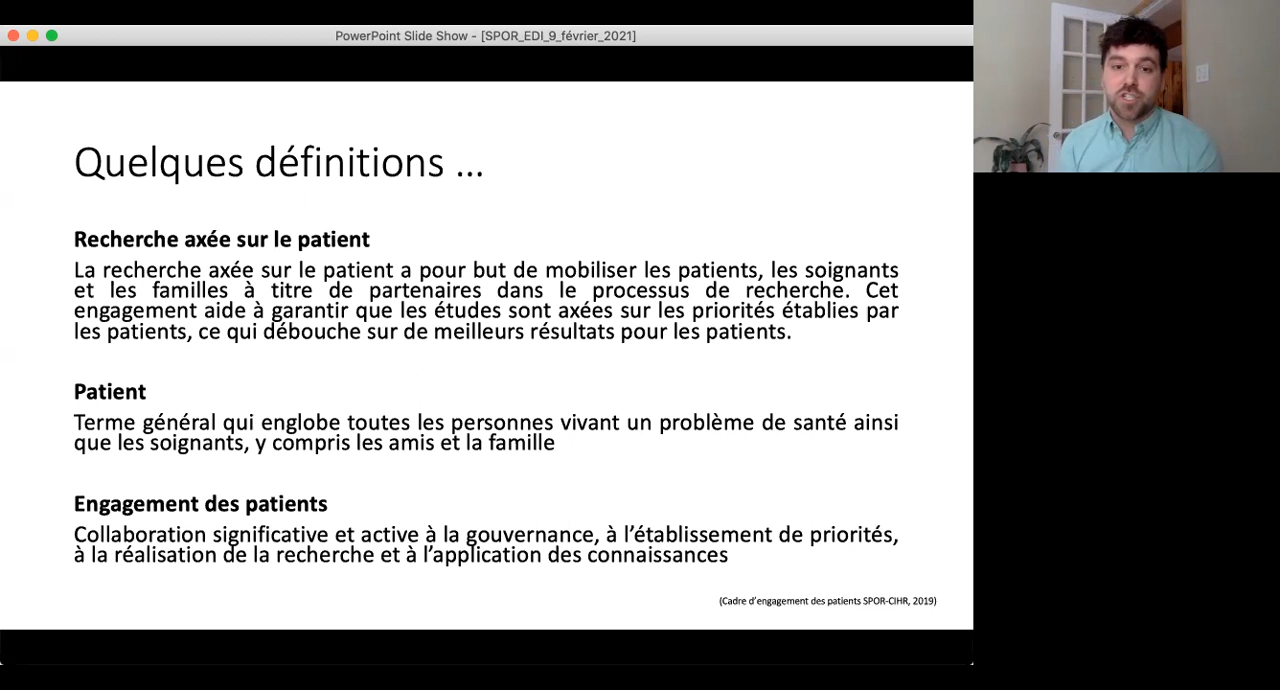 PowerPoint Slide Show - [SPOR_EDI_9_février_2021]
Quelques définitions ...
Recherche axée sur le patient
La recherche axée sur le patient a pour but de mobiliser les patients, les soignants
et les familles à titre de partenaires dans le processus de recherche. Cet
engagement aide à garantir que les études sont axées sur les priorités établies par
les patients, ce qui débouche sur de meilleurs résultats pour les patients.
Patient
Terme général qui englobe toutes les personnes vivant un problème de santé ainsi
que les soignants, y compris les amis et la famille
Engagement des patients
Collaboration significative et active à la gouvernance, à l’établissement de priorités,
à la réalisation de la recherche et à l’application des connaissances
(Cadre d’engagement des patients SPOR-CIHR, 2019)